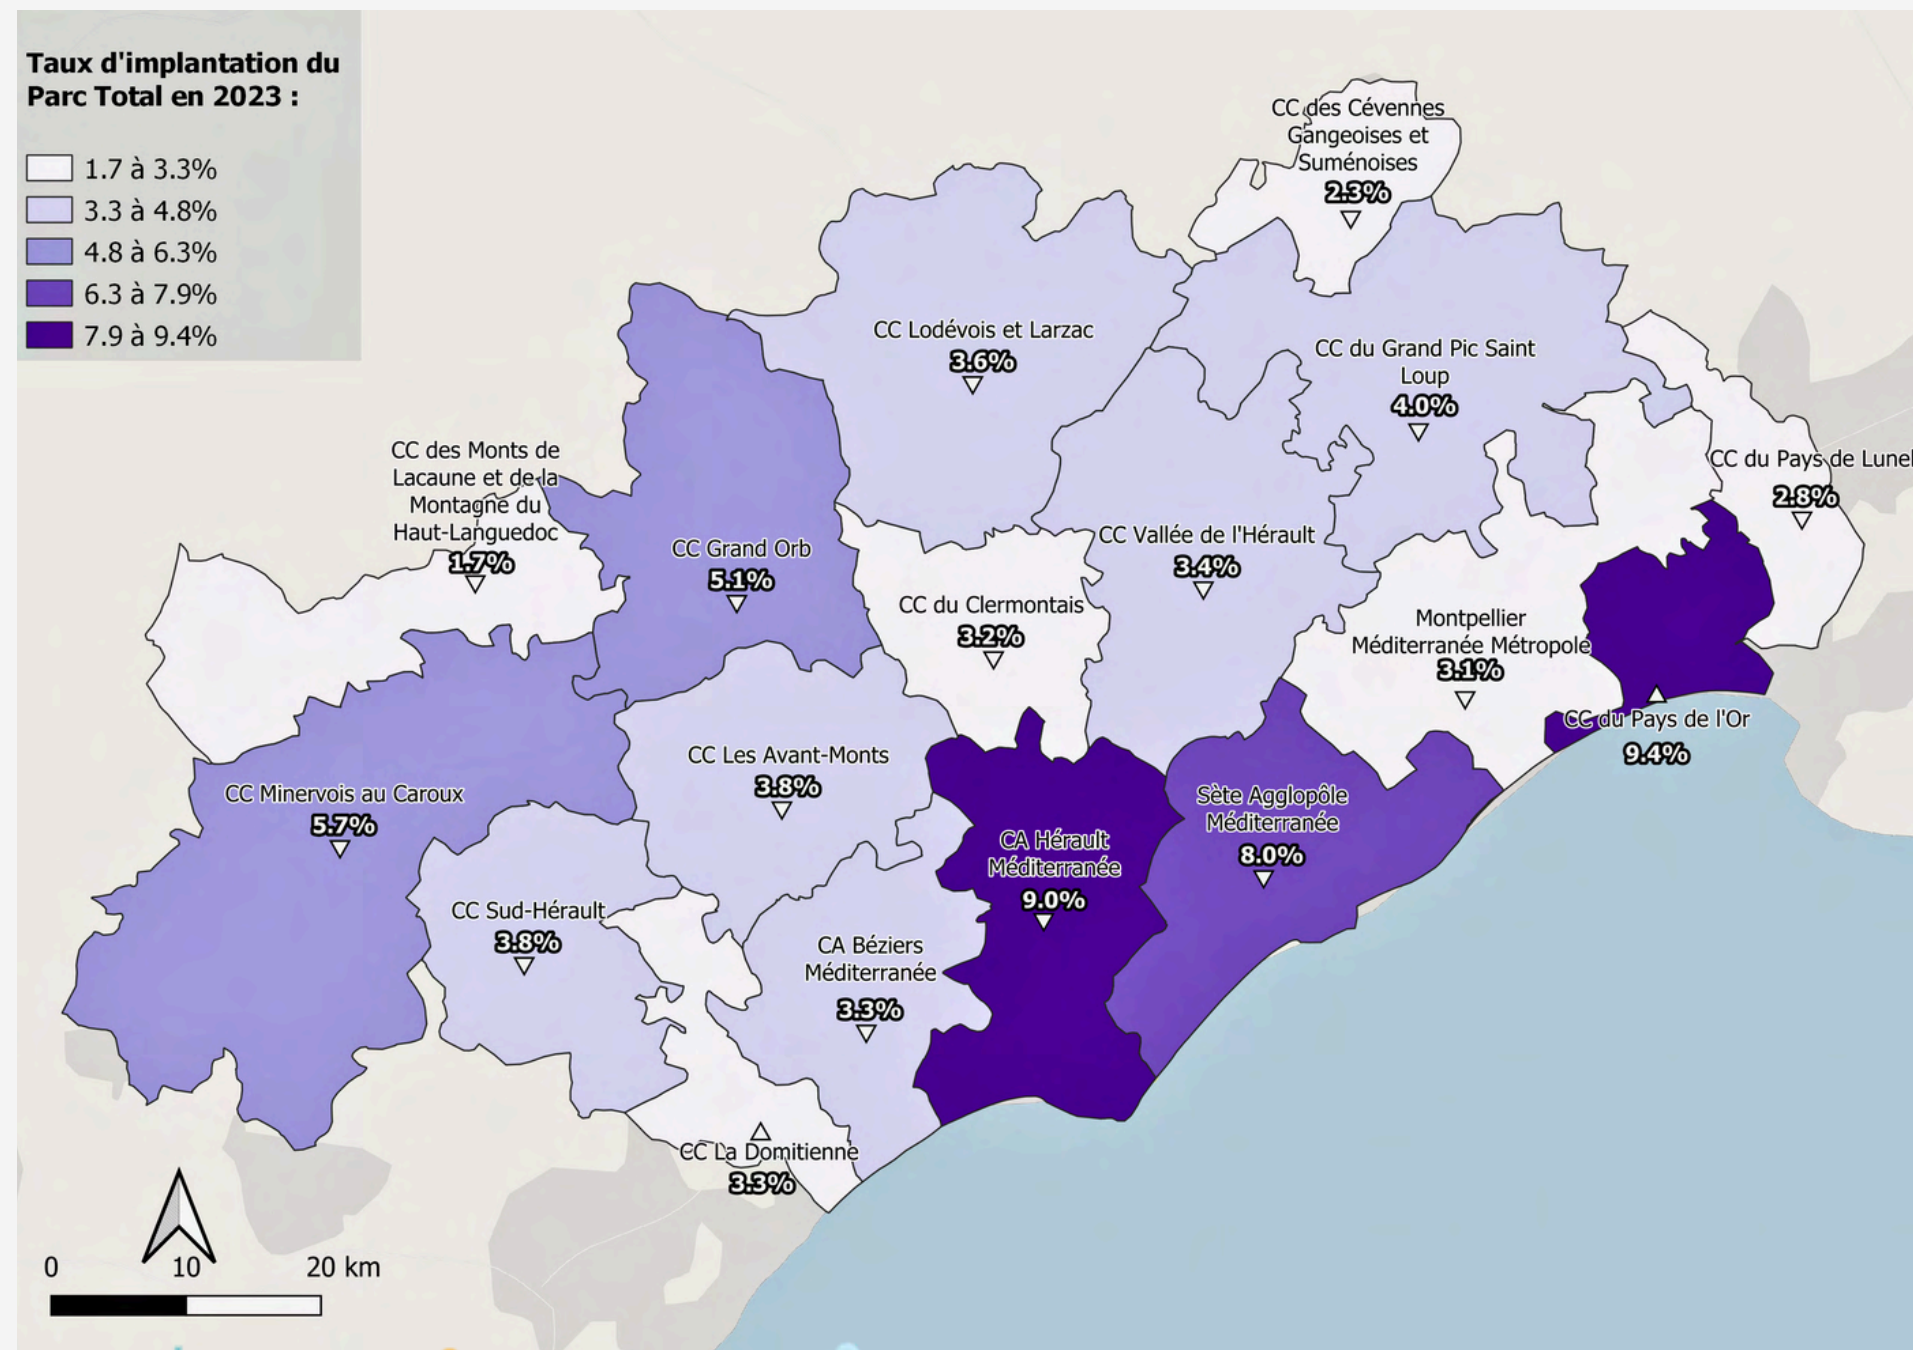 Taux d'implantation du
Parc Total en 2023 :
1.7 à 3.3%
3.3 à 4.8%
4.8 à 6.3%
6.3 à 7.9%
7.9 à 9.4%
CC des Cévennes
Gangeoises et
Suménoises
2.3%
CC Lodévois et Larzac
3.6%
CC du Grand Pic Saint
Loup
4.0%
CC des Monts de
Lacaune et de la
Montagne du
Haut-Languedoc
1.7%
CC du Pays de Lunel
2.8%
CC Grand Orb
5.1%
CC Vallée de l'Hérault
3.4%
CC du Clermontais
3.2%
Montpellier
Méditerranée Métropole
3.1%
CC du Pays de l'Or
9.4%
CC Les Avant-Monts
3.8%
CC Minervois au Caroux
5.7%
Sète Agglopôle
Méditerranée
8.0%
CA Hérault
Méditerranée
9.0%
CC Sud-Hérault
3.8%
CA Béziers
Méditerranée
3.3%
CC La Domitienne
3.3%
0 10 20 km